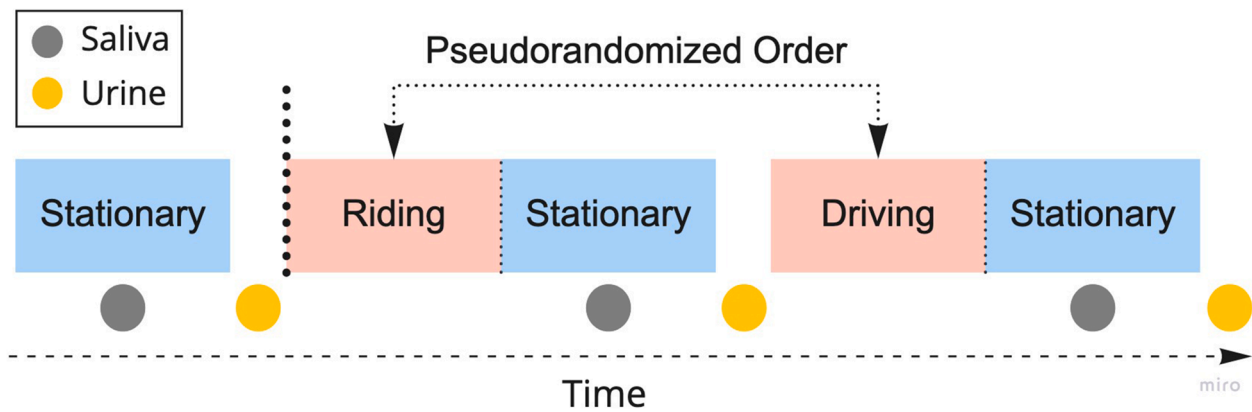 Saliva
Urine
Pseudorandomized Order
Stationary
Riding
Stationary
Driving
Stationary
Time
miro